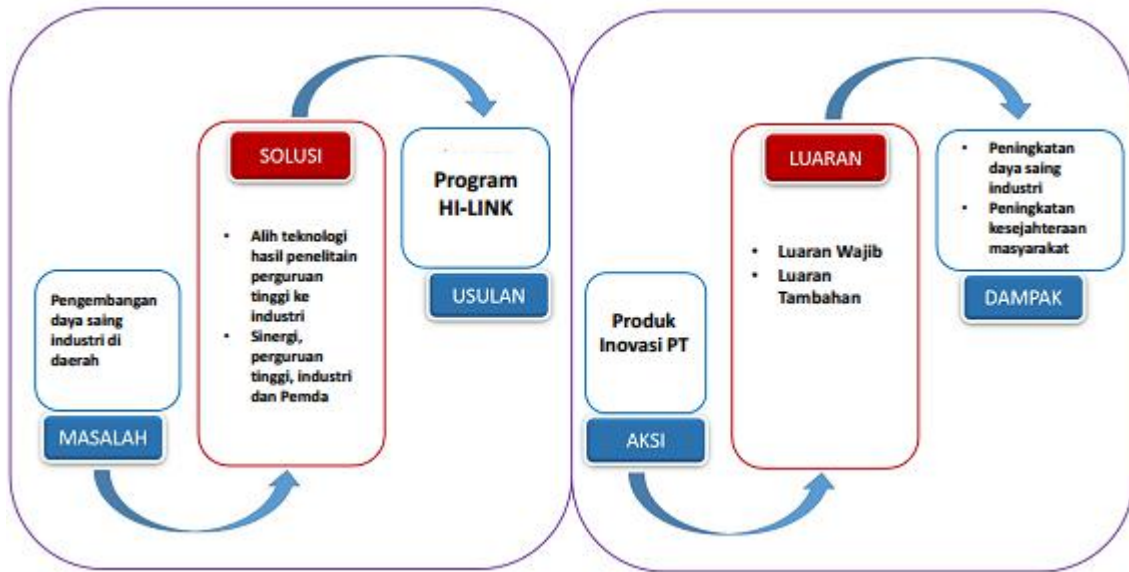 Pengembangan
daya saing
industri di
daerah
MASALAH
SOLUSI
• Alih teknologi
hasil penelitain
perguruan
tinggi ke
industri
• Sinergi,
perguruan
tinggi, industri
dan Pemda
Program
HI-LINK
USULAN
Produk
Inovasi PT
AKSI
LUARAN
• Luaran Wajib
• Luaran
Tambahan
• Peningkatan
daya saing
industri
• Peningkatan
kesejahteraan
masyarakat
DAMPAK